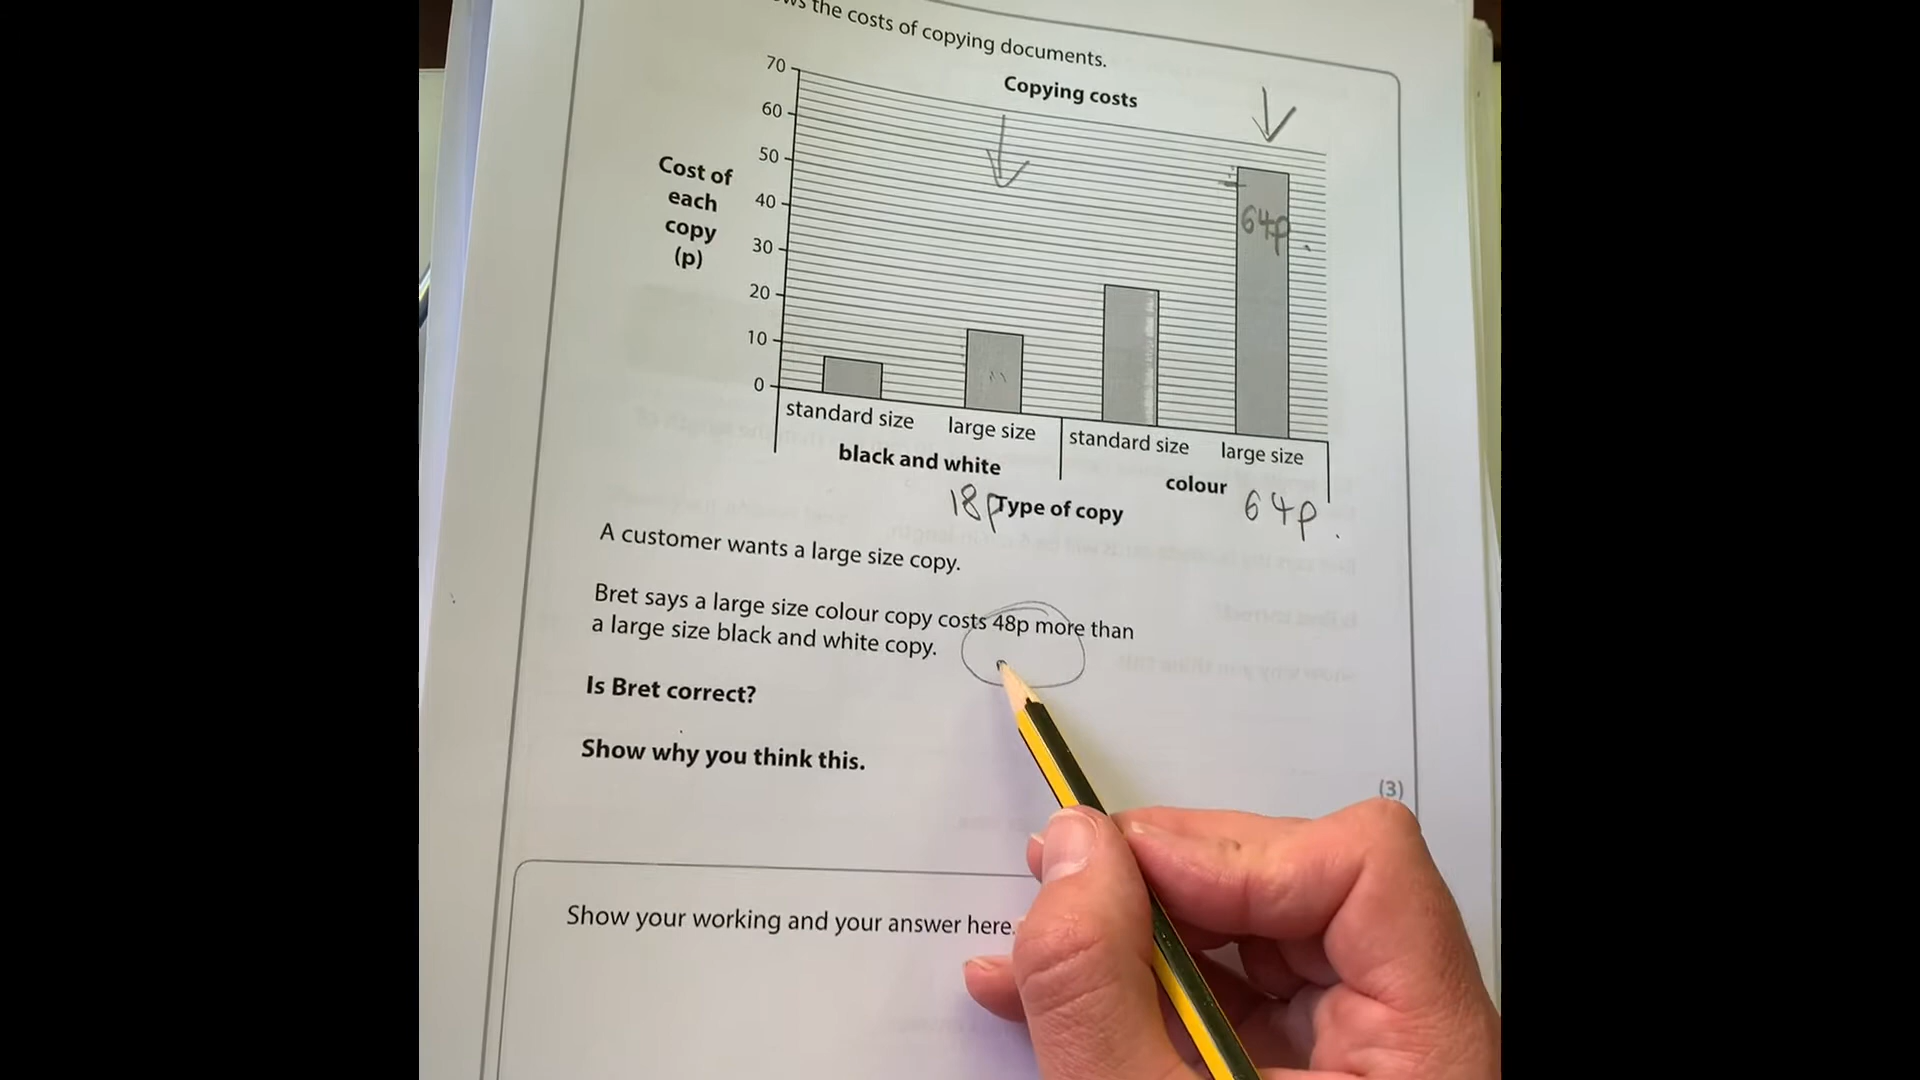 the costs of copying documents.
Copying costs
70
60
50
40
30
20
10
0
Cost of
each
copy
(p)
64p.
standard size
large size
standard size
large size
black and white
colour
18p
Type of copy
64p.
A customer wants a large size copy.
Bret says a large size colour copy costs 48p more than
a large size black and white copy.
Is Bret correct?
Show why you think this.
(3)
Show your working and your answer here.